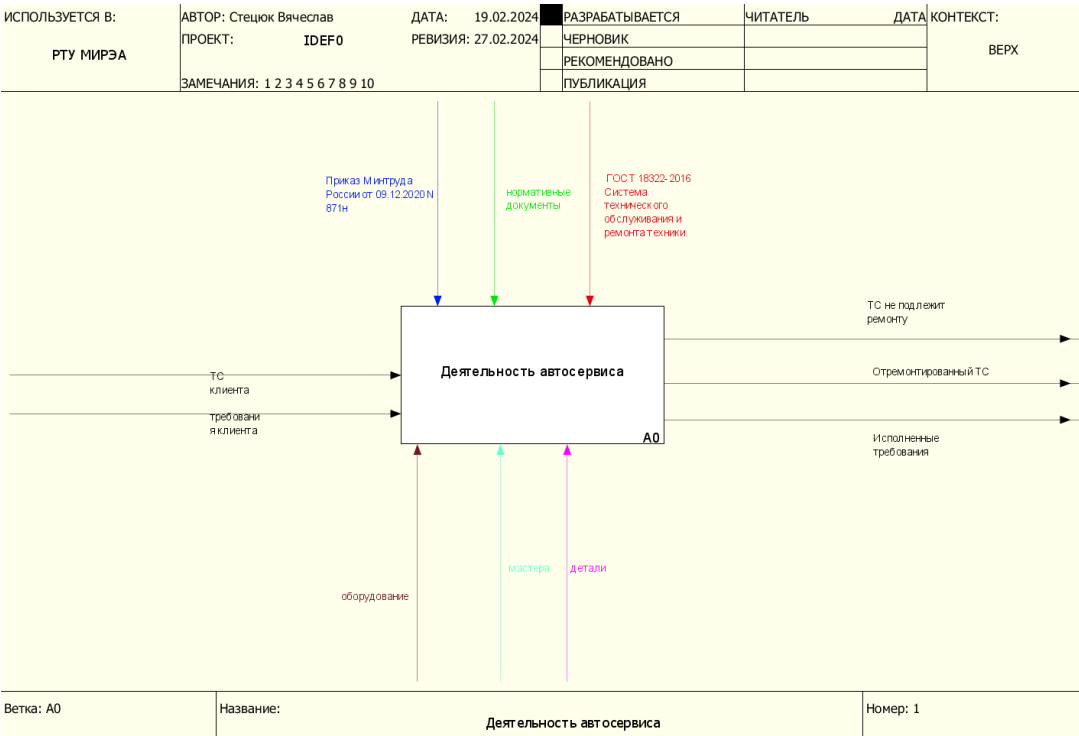 ИСПОЛЬЗУЕТСЯ В:
РТУ МИРЭА
АВТОР: Стецюк Вячеслав
ДАТА: 19.02.2024
ПРОЕКТ: IDEF0
РЕВИЗИЯ: 27.02.2024
ЗАМЕЧАНИЯ: 1 2 3 4 5 6 7 8 9 10
РАЗРАБАТЫВАЕТСЯ
ЧЕРНОВИК
РЕКОМЕНДОВАНО
ПУБЛИКАЦИЯ
ЧИТАТЕЛЬ
ДАТА
КОНТЕКСТ:
ВЕРХ
Приказ Минтруда
России от 09.12.2020 N
871н
нормативные
документы
ГОСТ 18322-2016
Система
технического
обслуживания и
ремонта техники.
ТС
клиента
требовани
я клиента
Деятельность автосервиса
A0
ТС не подлежит
ремонту
Отремонтированный ТС
Исполненные
требования
оборудование
мастера
детали
Ветка: A0
Название:
Деятельность автосервиса
Номер: 1